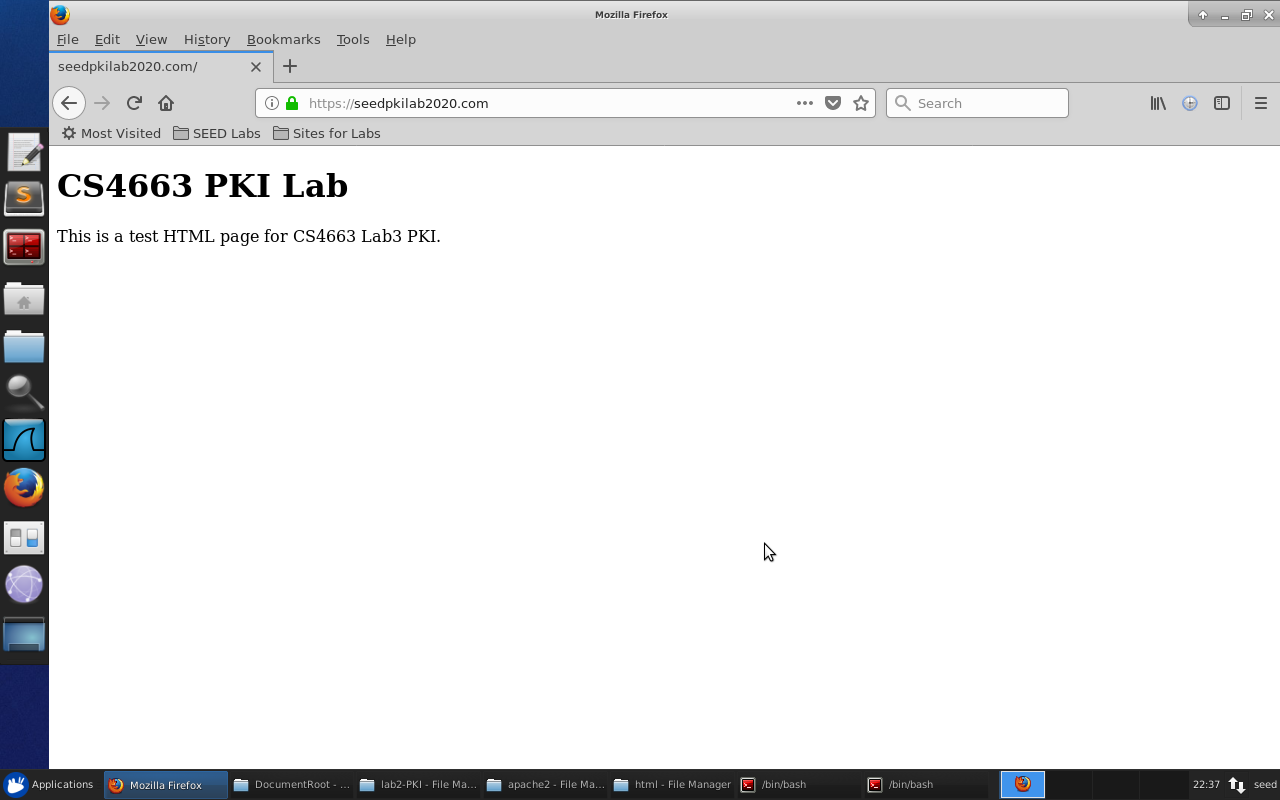 Mozilla Firefox
File Edit View History Bookmarks Tools Help
seedpkilab2020.com/
https://seedpkilab2020.com
Search
Most Visited SEED Labs Sites for Labs
CS4663 PKI Lab
This is a test HTML page for CS4663 Lab3 PKI.
Applications Mozilla Firefox DocumentRoot - ... lab2-PKI - File Ma... apache2 - File Ma... html - File Manager /bin/bash /bin/bash 22:37 seed